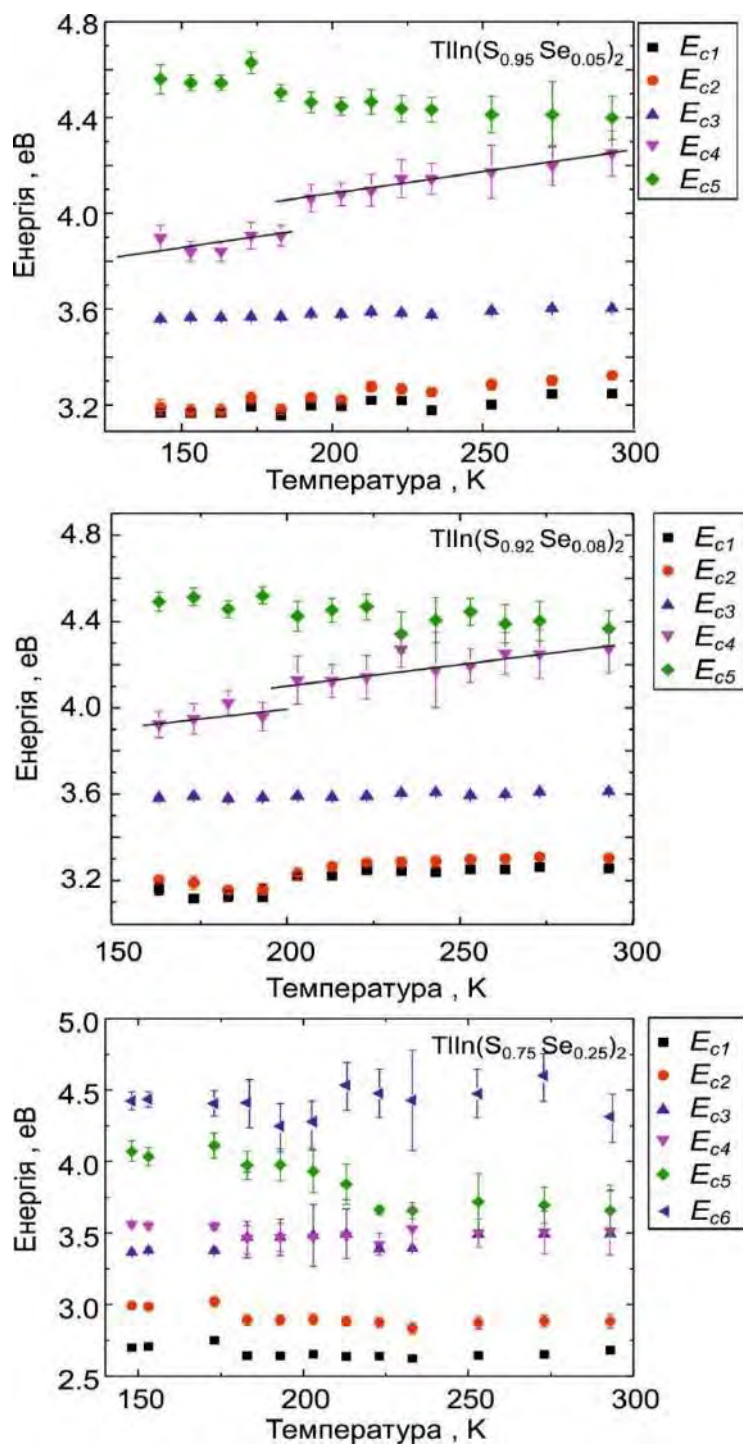 TlIn(S0.95 Se0.05)2
Ec1
Ec2
Ec3
Ec4
Ec5
Енергія , еВ
4.8
4.4
4.0
3.6
3.2
150
200
250
300
Температура , К
TlIn(S0.92 Se0.08)2
Ec1
Ec2
Ec3
Ec4
Ec5
Енергія , еВ
4.8
4.4
4.0
3.6
3.2
150
200
250
300
Температура , К
TlIn(S0.75 Se0.25)2
Ec1
Ec2
Ec3
Ec4
Ec5
Ec6
Енергія , еВ
5.0
4.5
4.0
3.5
3.0
2.5
150
200
250
300
Температура , К